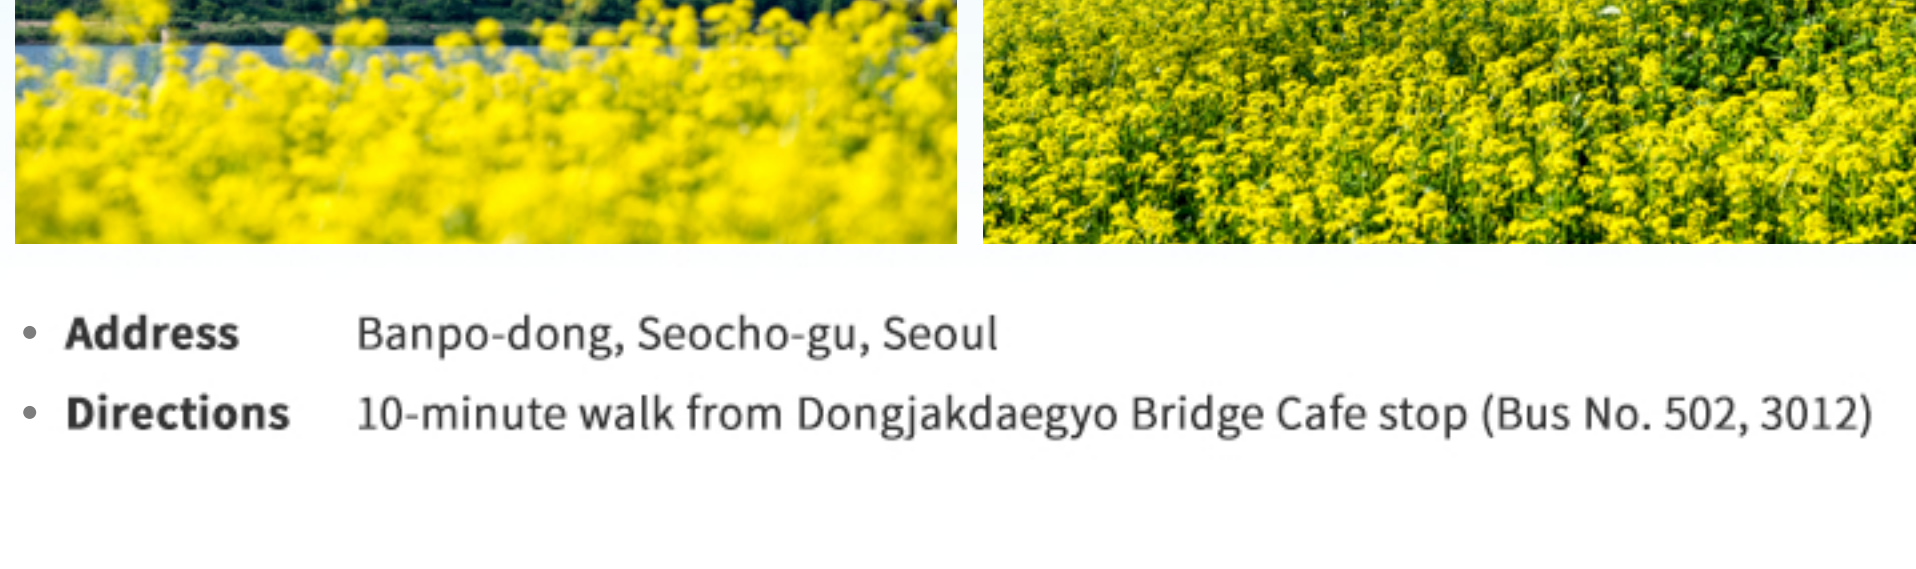 Address Banpo-dong, Seocho-gu, Seoul
Directions 10-minute walk from Dongjakdaegyo Bridge Cafe stop (Bus No. 502, 3012)